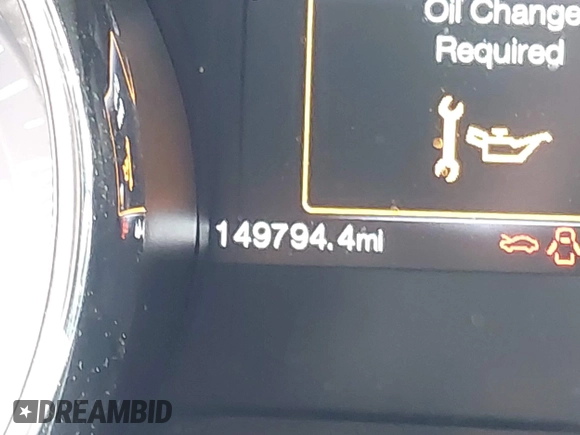 Oil Change
Required
149794.4mi
DREAMBID